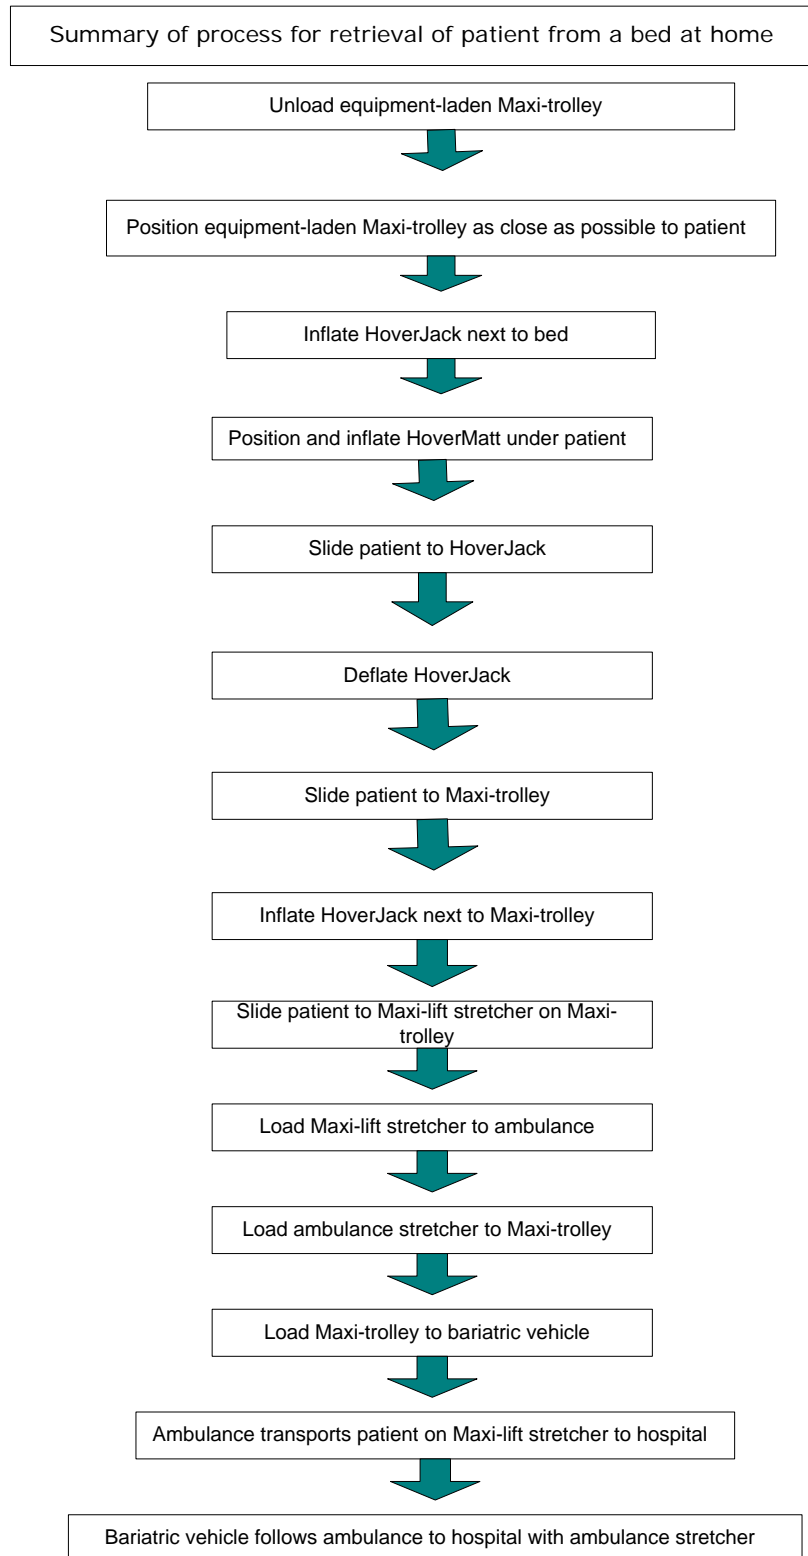 Summary of process for retrieval of patient from a bed at home
Unload equipment-laden Maxi-trolley
Position equipment-laden Maxi-trolley as close as possible to patient
Inflate HoverJack next to bed
Position and inflate HoverMatt under patient
Slide patient to HoverJack
Deflate HoverJack
Slide patient to Maxi-trolley
Inflate HoverJack next to Maxi-trolley
Slide patient to Maxi-lift stretcher on Maxi-
trolley
Load Maxi-lift stretcher to ambulance
Load ambulance stretcher to Maxi-trolley
Load Maxi-trolley to bariatric vehicle
Ambulance transports patient on Maxi-lift stretcher to hospital
Bariatric vehicle follows ambulance to hospital with ambulance stretcher